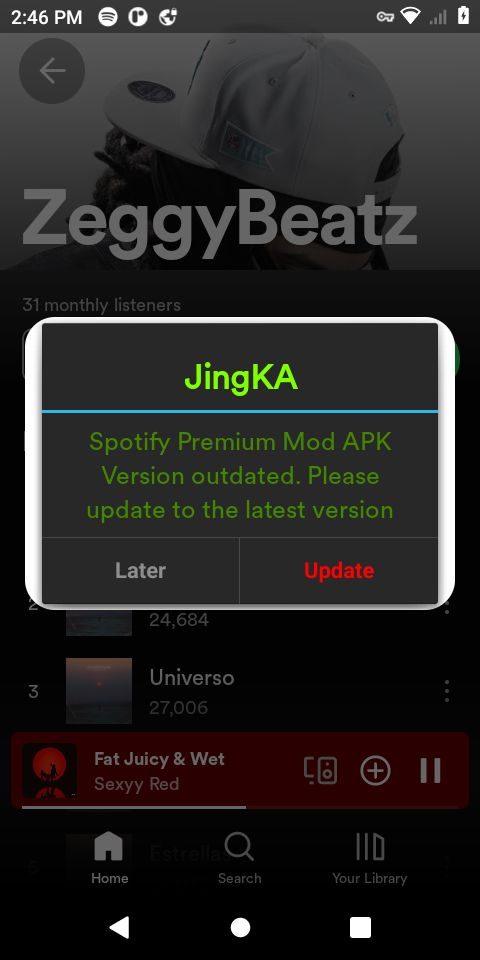 2:46 PM
ZeggyBeatz
31 monthly listeners
JingKA
Spotify Premium Mod APK
Version outdated. Please
update to the latest version
Later
Update
2
24,684
3
Universo
27,006
Fat Juicy & Wet
Sexyy Red
5
Estrellas
Home
Search
Your Library